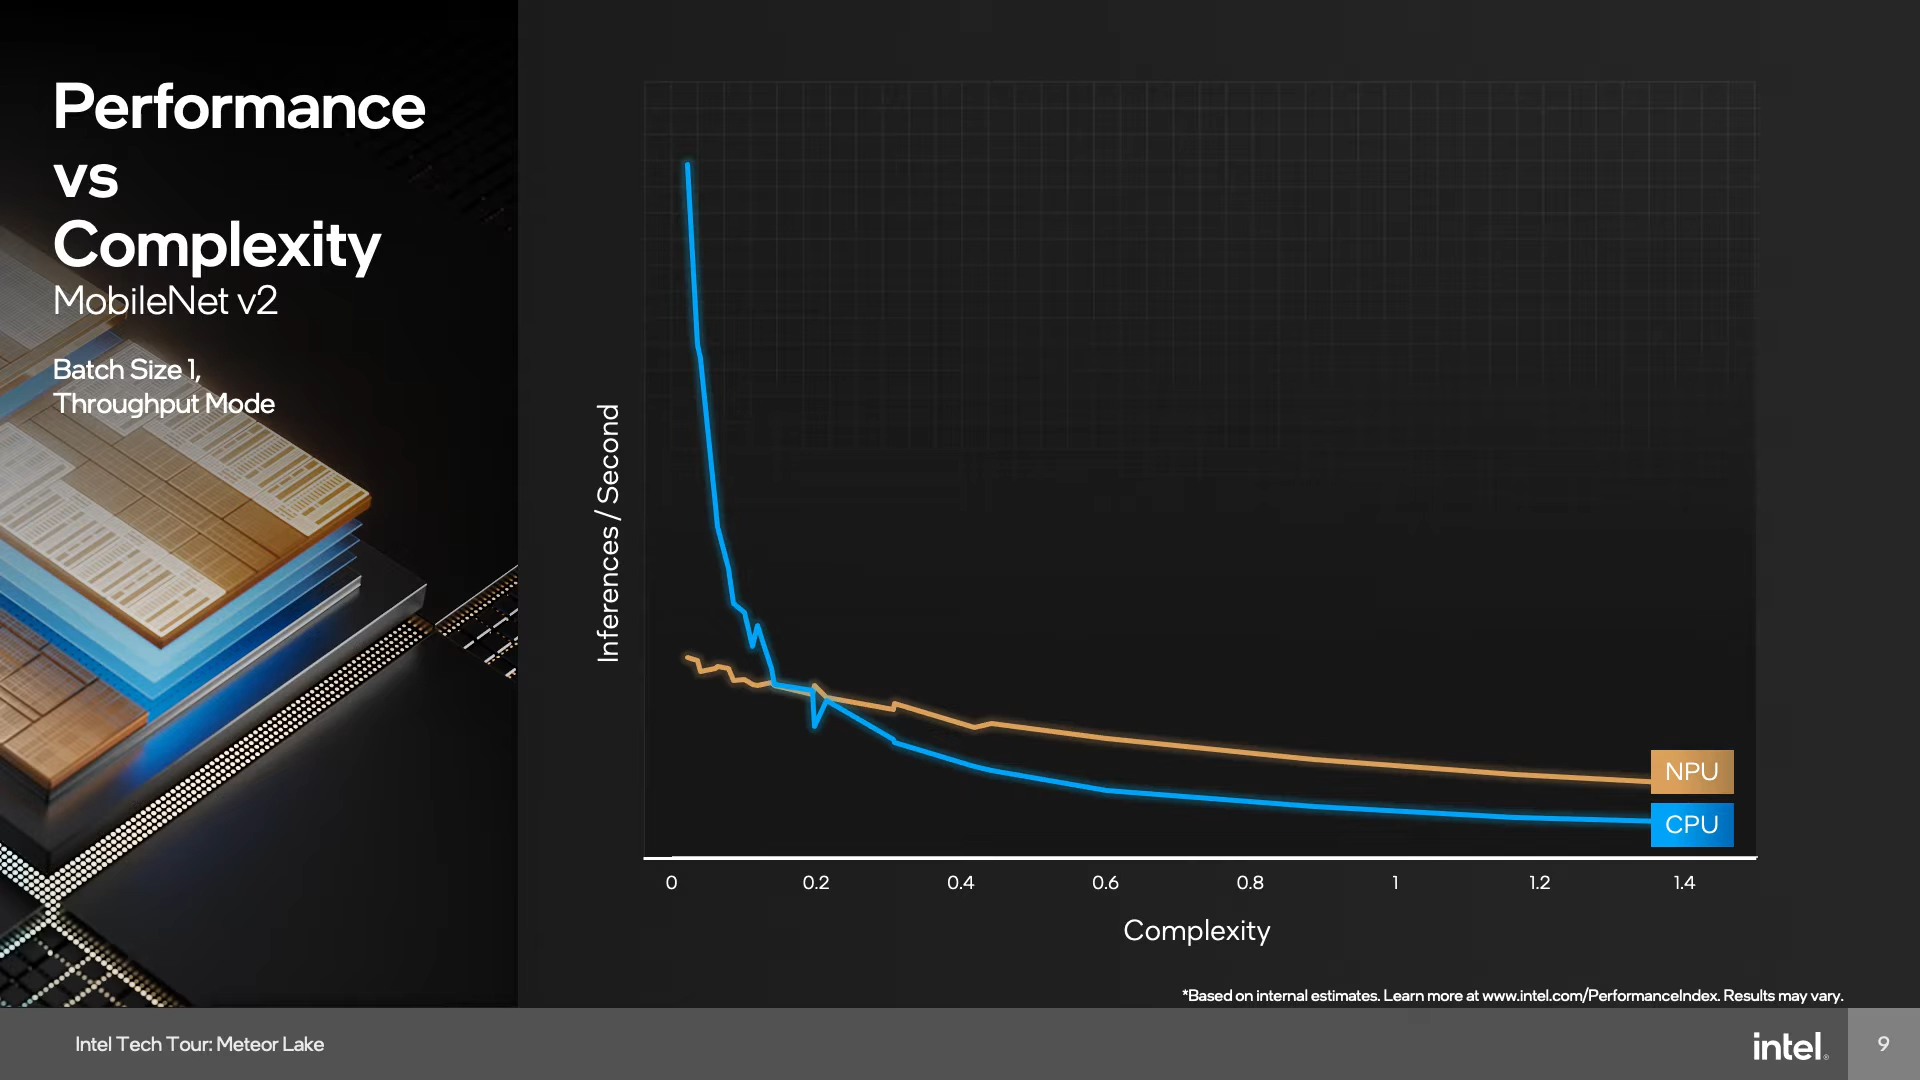 Performance
vs
Complexity
MobileNet v2
Batch Size 1,
Throughput Mode
Inferences / Second
NPU
CPU
0 0.2 0.4 0.6 0.8 1 1.2 1.4
Complexity
*Based on internal estimates. Learn more at www.intel.com/PerformanceIndex. Results may vary.
Intel Tech Tour: Meteor Lake
intel.
9